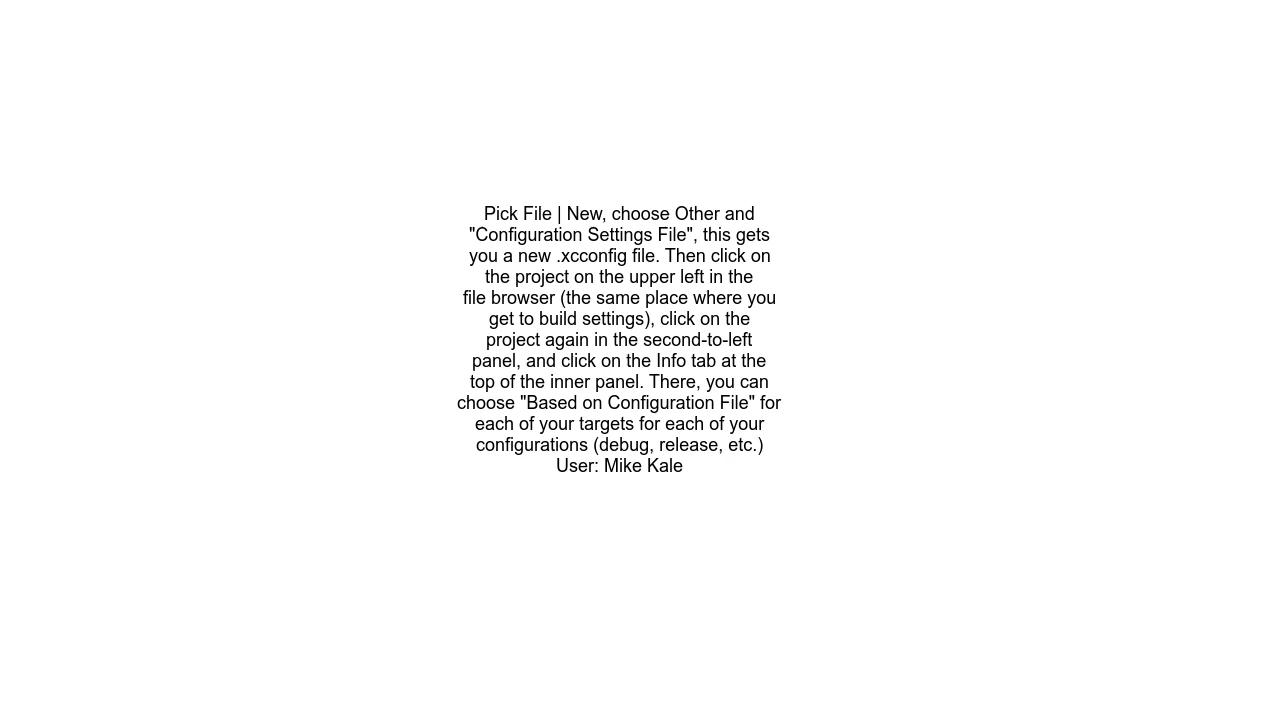 Pick File | New, choose Other and
"Configuration Settings File", this gets
you a new .xcconfig file. Then click on
the project on the upper left in the
file browser (the same place where you
get to build settings), click on the
project again in the second-to-left
panel, and click on the Info tab at the
top of the inner panel. There, you can
choose "Based on Configuration File" for
each of your targets for each of your
configurations (debug, release, etc.)
User: Mike Kale